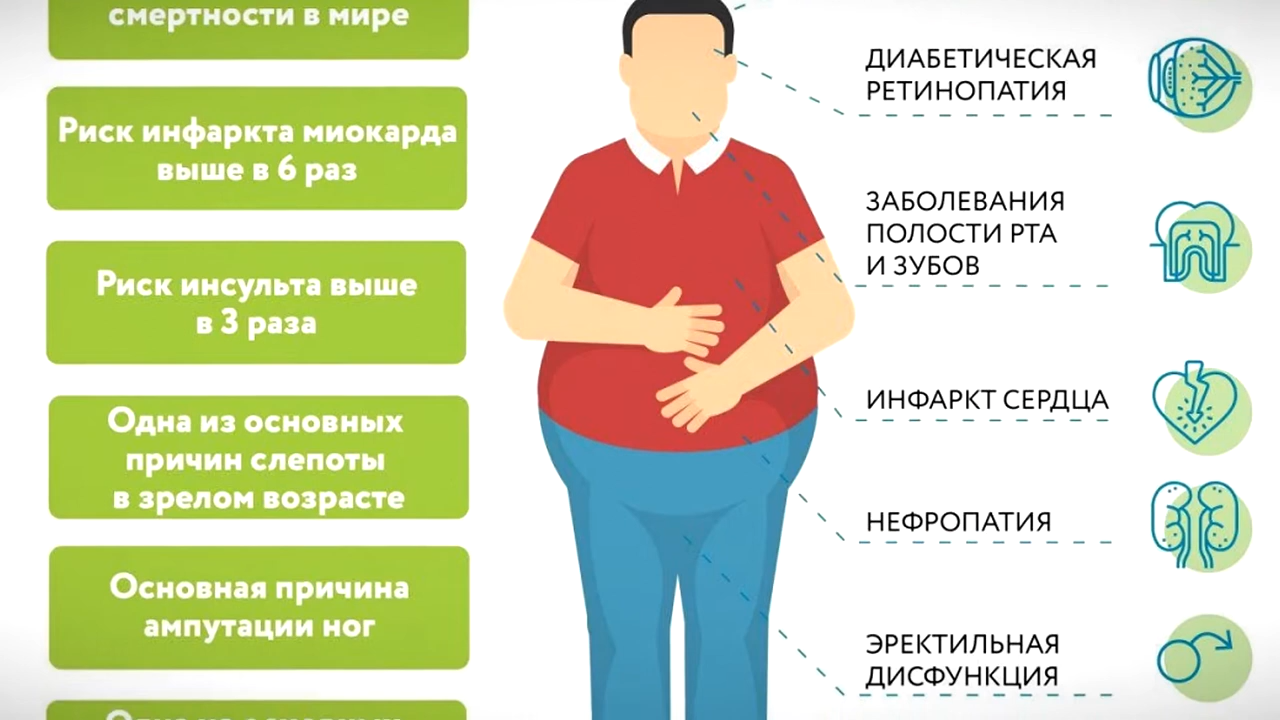 смертности в мире
Риск инфаркта миокарда
выше в 6 раз
Риск инсульта выше
в 3 раза
Одна из основных
причин слепоты
в зрелом возрасте
Основная причина
ампутации ног
ДИАБЕТИЧЕСКАЯ
РЕТИНОПАТИЯ
ЗАБОЛЕВАНИЯ
ПОЛОСТИ РТА
И ЗУБОВ
ИНФАРКТ СЕРДЦА
НЕФРОПАТИЯ
ЭРЕКТИЛЬНАЯ
ДИСФУНКЦИЯ